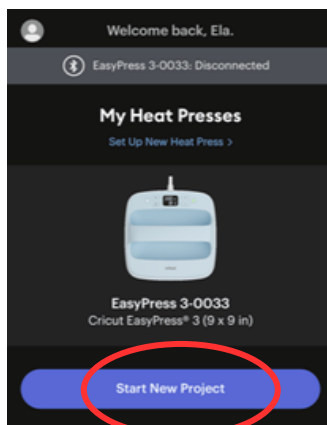 Welcome back, Ela.
EasyPress 3-0033: Disconnected
My Heat Presses
Set Up New Heat Press >
EasyPress 3-0033
Cricut EasyPress® 3 (9 x 9 in)
Start New Project